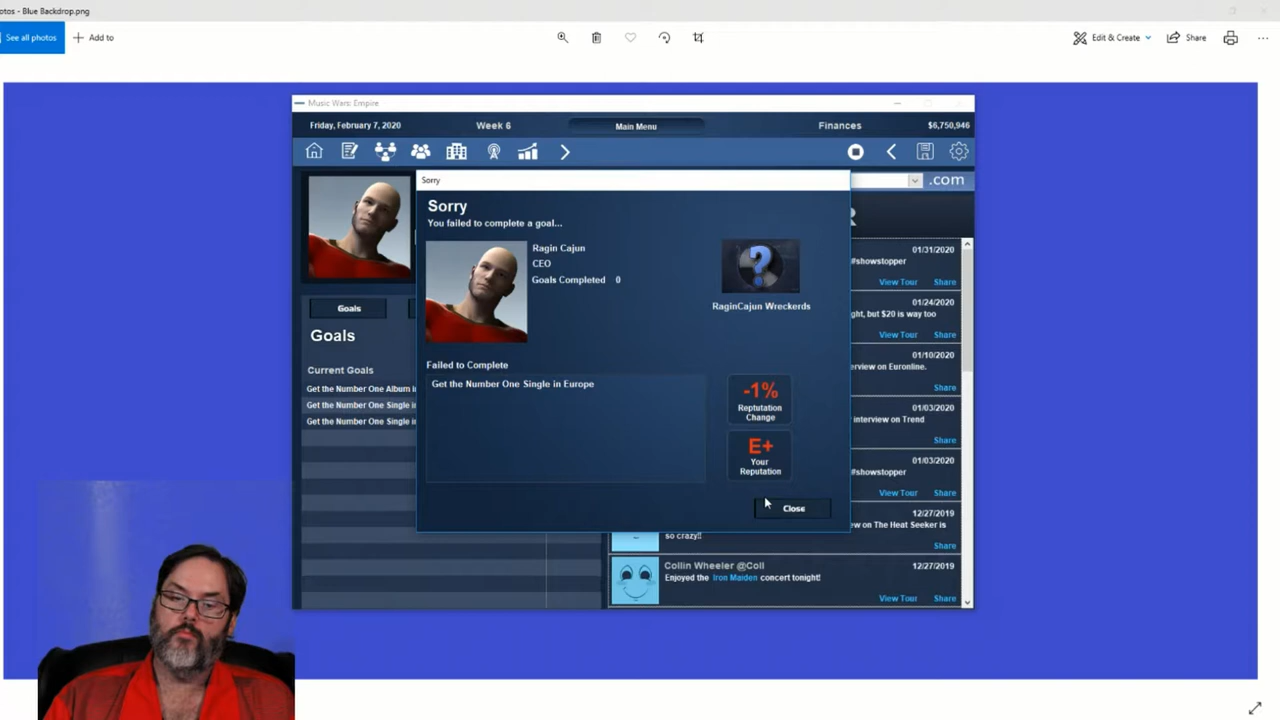 otos - Blue Backdrop.png
See all photos
Add to
Edit & Create
Share
Music Wars: Empire
Friday, February 7, 2020
Week 6
Main Menu
Finances
$6,750,946
.com
Sorry
Sorry
You failed to complete a goal...
Ragin Cajun
CEO
Goals Completed 0
RaginCajun Wreckerds
Failed to Complete
Get the Number One Single in Europe
-1%
Reptutation
Change
E+
Your
Reputation
Close
Goals
Goals
Current Goals
Get the Number One Album i
Get the Number One Single in
Get the Number One Single in
R
01/31/2020
#showstopper
View Tour Share
01/24/2020
ght, but $20 is way too
View Tour Share
01/10/2020
rview on Euronline.
Share
01/03/2020
interview on Trend
Share
01/03/2020
#showstopper
View Tour Share
12/27/2019
ew on The Heat Seeker is
so crazy!!
Share
Collin Wheeler @Coll
12/27/2019
Enjoyed the Iron Maiden concert tonight!
View Tour Share